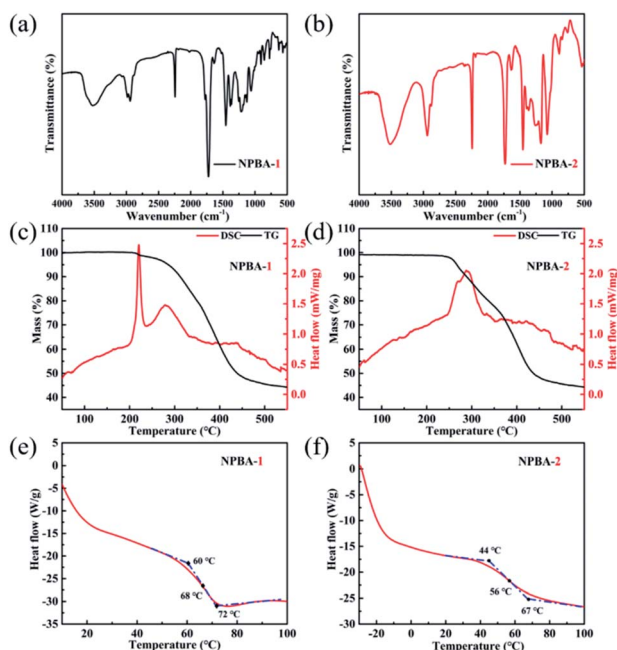 (a)
Transmittance (%)
NPBA-1
4000 3500 3000 2500 2000 1500 1000 500
Wavenumber (cm⁻¹)
(b)
Transmittance (%)
NPBA-2
4000 3500 3000 2500 2000 1500 1000 500
Wavenumber (cm⁻¹)
(c)
DSC TG
NPBA-1
Mass (%)
100
90
80
70
60
50
40
Heat flow (mW/mg)
2.5
2.0
1.5
1.0
0.5
0.0
100 200 300 400 500
Temperature (℃)
(d)
DSC TG
NPBA-2
Mass (%)
100
90
80
70
60
50
40
Heat flow (mW/mg)
2.5
2.0
1.5
1.0
0.5
0.0
100 200 300 400 500
Temperature (℃)
(e)
NPBA-1
Heat flow (W/g)
5
0
-5
-10
-15
-20
-25
-30
-35
60 ℃
68 ℃
72 ℃
20 40 60 80 100
Temperature (℃)
(f)
NPBA-2
Heat flow (W/g)
5
0
-5
-10
-15
-20
-25
-30
44 ℃
56 ℃
67 ℃
-20 0 20 40 60 80 100
Temperature (℃)